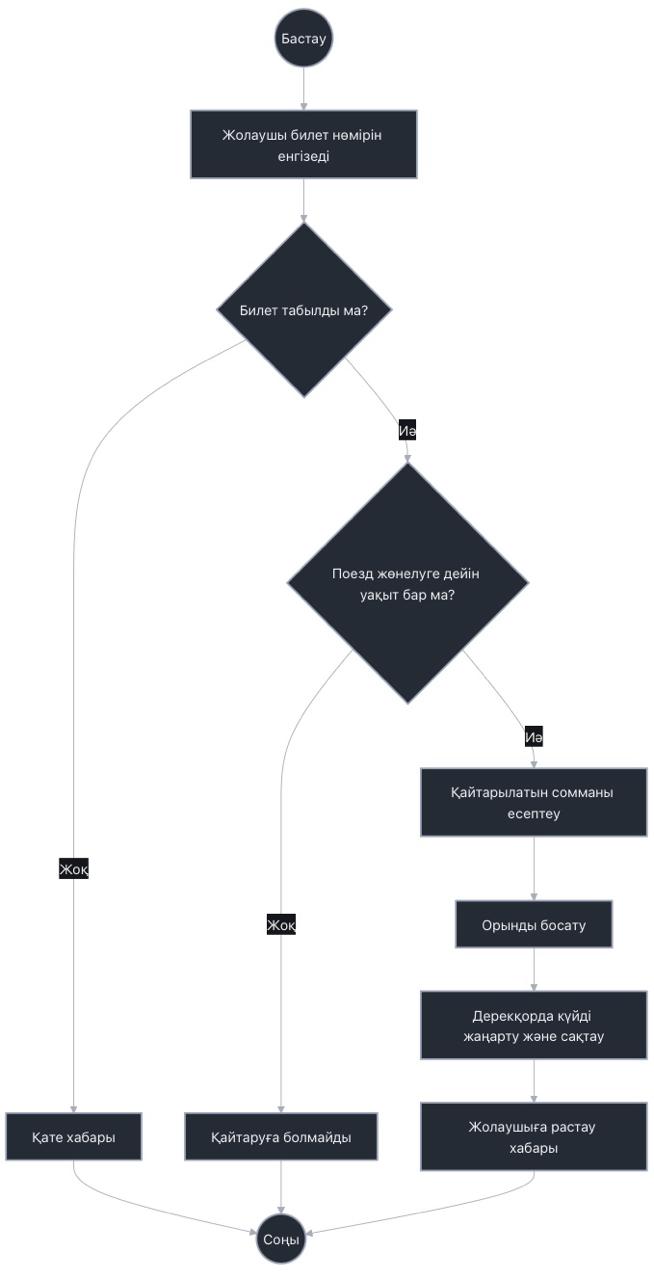 Бастау
Жолаушы билет нөмірін
енгізеді
Билет табылды ма?
Иә
Поезд жөнелуге дейін
уақыт бар ма?
Иә
Қайтарылатын сомманы
есептеу
Жоқ
Жоқ
Орынды босату
Дерекқорда күйді
жаңарту және сақтау
Қате хабары
Қайтаруға болмайды
Жолаушыға растау
хабары
Соңы